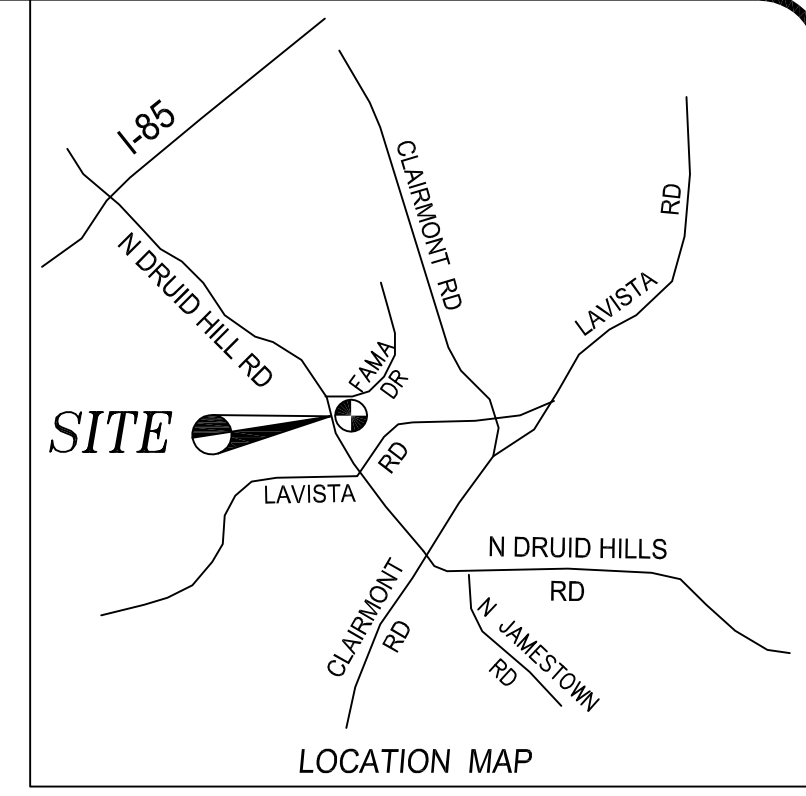 I-85
CLAIRMONT RD
RD
N DRUID HILL RD
LAVISTA
FAMA
DR
SITE
RD
LAVISTA
N DRUID HILLS
RD
CLAIRMONT
RD
N JAMESTOWN
RD
LOCATION MAP